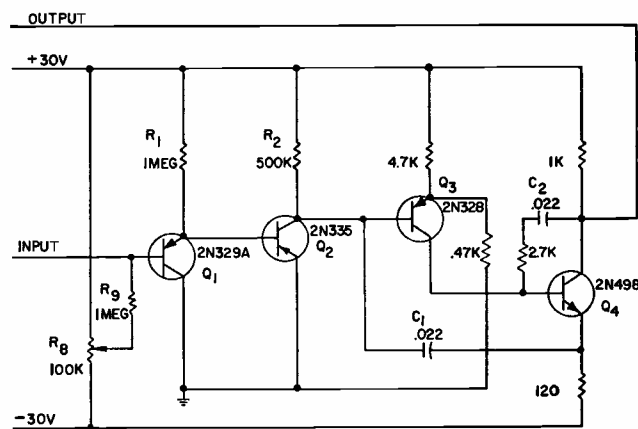 OUTPUT
+30V
R1
1MEG
R2
500K
4.7K
Q3
2N328
1K
C2
.022
2N335
Q2
.47K
2.7K
INPUT
2N329A
Q1
2N498
Q4
R9
1MEG
R8
100K
C1
.022
120
-30V